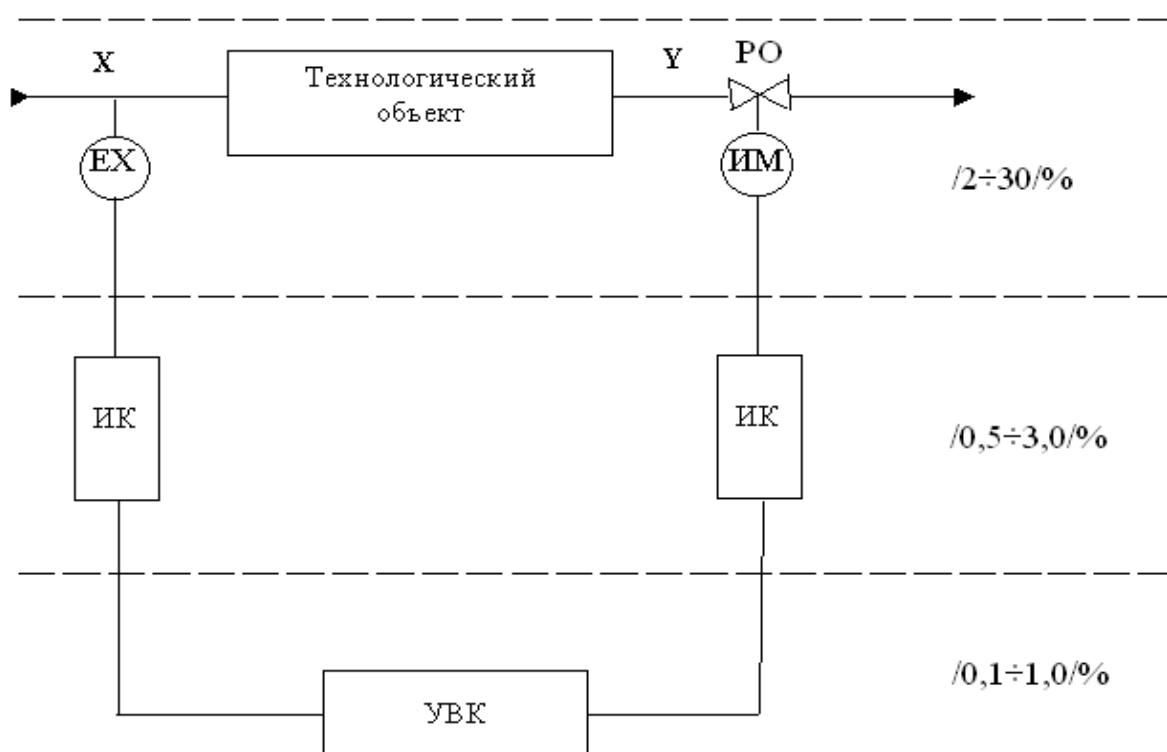 X
Технологический
объект
Y
РО
ЕХ
ИМ
/2÷30/%
ИК
ИК
/0,5÷3,0/%
УВК
/0,1÷1,0/%